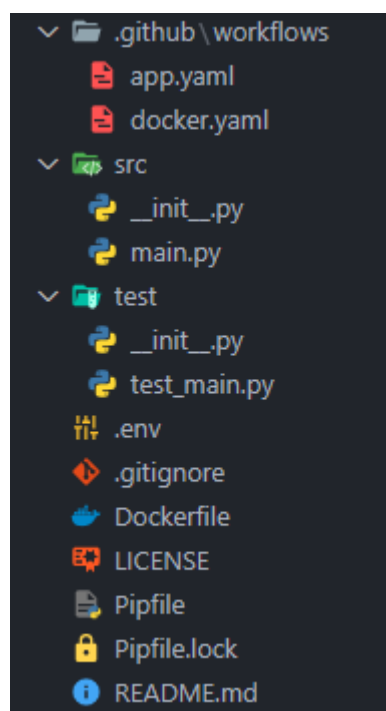 .github\workflows
app.yaml
docker.yaml
src
__init__.py
main.py
test
__init__.py
test_main.py
.env
.gitignore
Dockerfile
LICENSE
Pipfile
Pipfile.lock
README.md